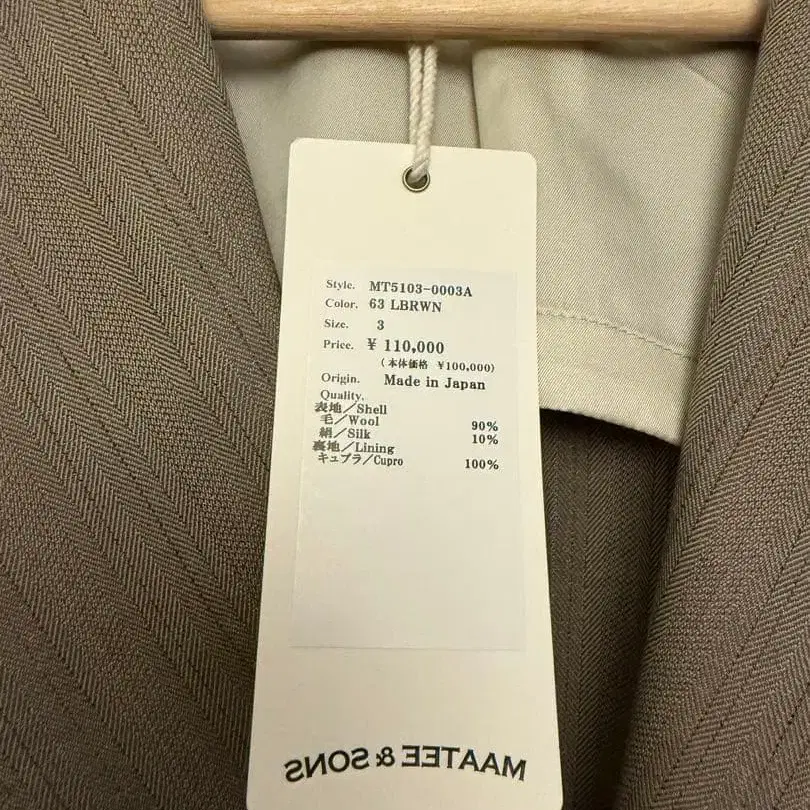 Style. MT5103-0003A
Color. 63 LBRWN
Size. 3
Price. ¥ 110,000
(本体価格 ¥100,000)
Origin. Made in Japan
Quality.
表地/Shell
毛/Wool 90%
絹/Silk 10%
裏地/Lining
キュプラ/Cupro 100%
MAATEE & SONS